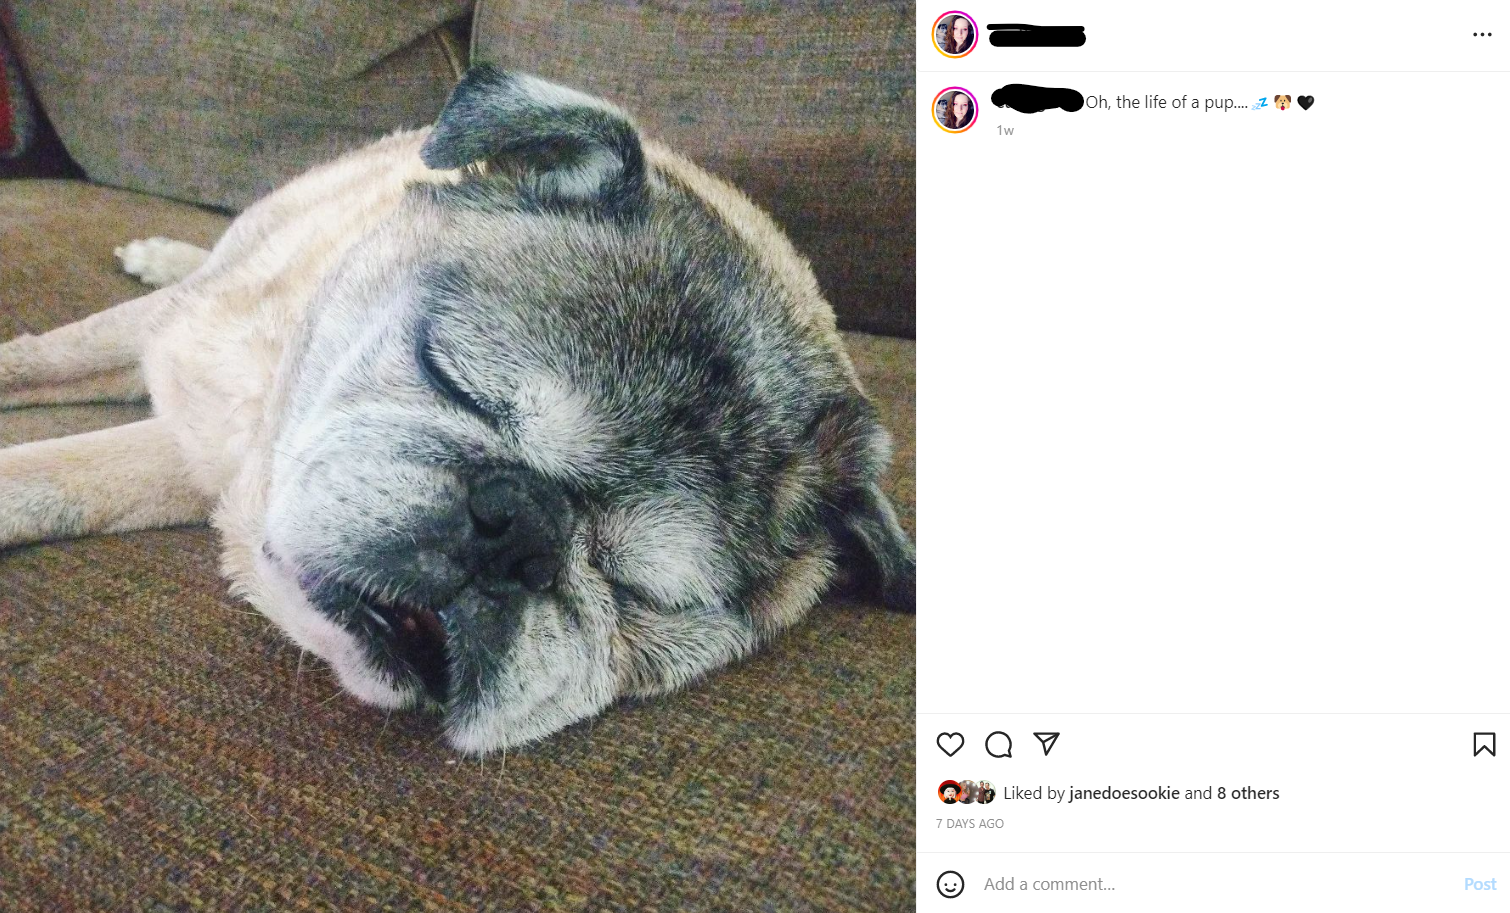 Oh, the life of a pup.... 💤 🐶 🖤
1w
Liked by janedoesookie and 8 others
7 DAYS AGO
Add a comment...
Post